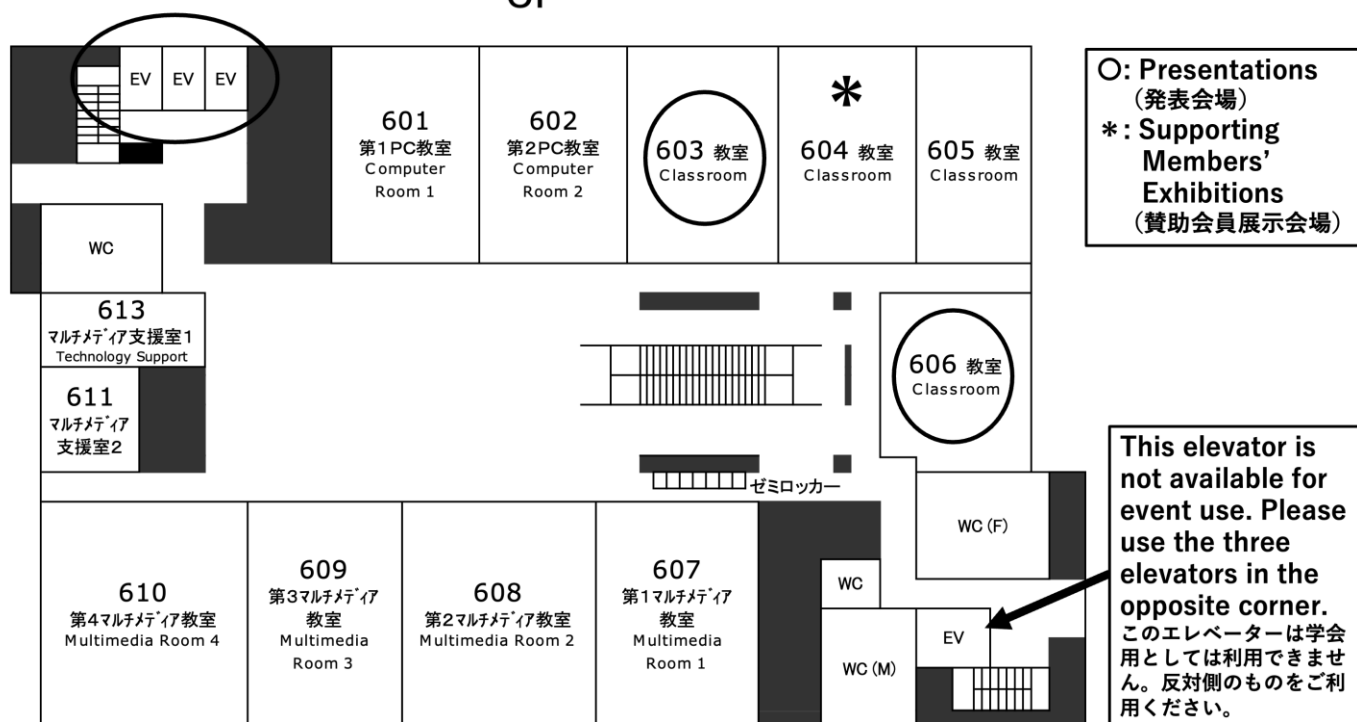 EV EV EV
601
第1PC教室
Computer
Room 1
602
第2PC教室
Computer
Room 2
603 教室
Classroom
*
604 教室
Classroom
605 教室
Classroom
○: Presentations
(発表会場)
*: Supporting
Members’
Exhibitions
(賛助会員展示会場)
WC
613
マルチメディア支援室1
Technology Support
611
マルチメディア
支援室2
606 教室
Classroom
ゼミロッカー
610
第4マルチメディア教室
Multimedia Room 4
609
第3マルチメディア
教室
Multimedia
Room 3
608
第2マルチメディア教室
Multimedia Room 2
607
第1マルチメディア
教室
Multimedia
Room 1
WC (F)
WC
WC (M)
EV
This elevator is
not available for
event use. Please
use the three
elevators in the
opposite corner.
このエレベーターは学会
用としては利用できませ
ん。反対側のものをご利
用ください。